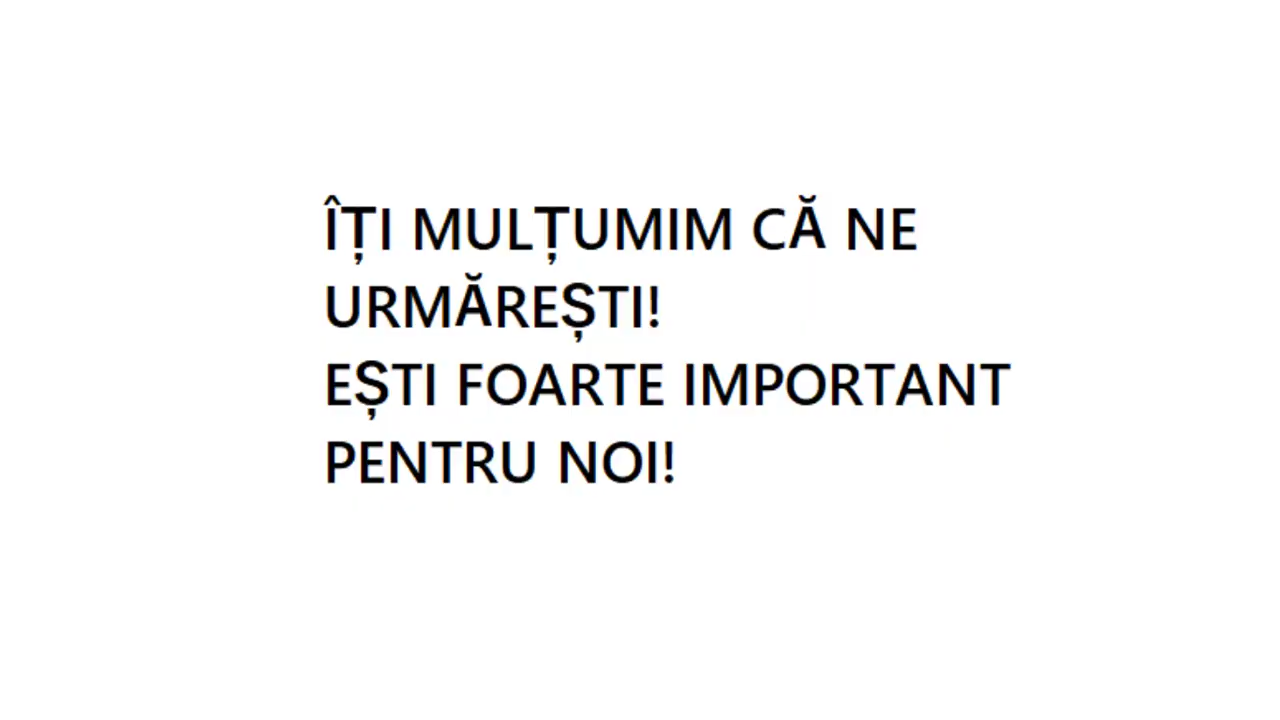 ÎȚI MULȚUMIM CĂ NE
URMĂREȘTI!
EȘTI FOARTE IMPORTANT
PENTRU NOI!